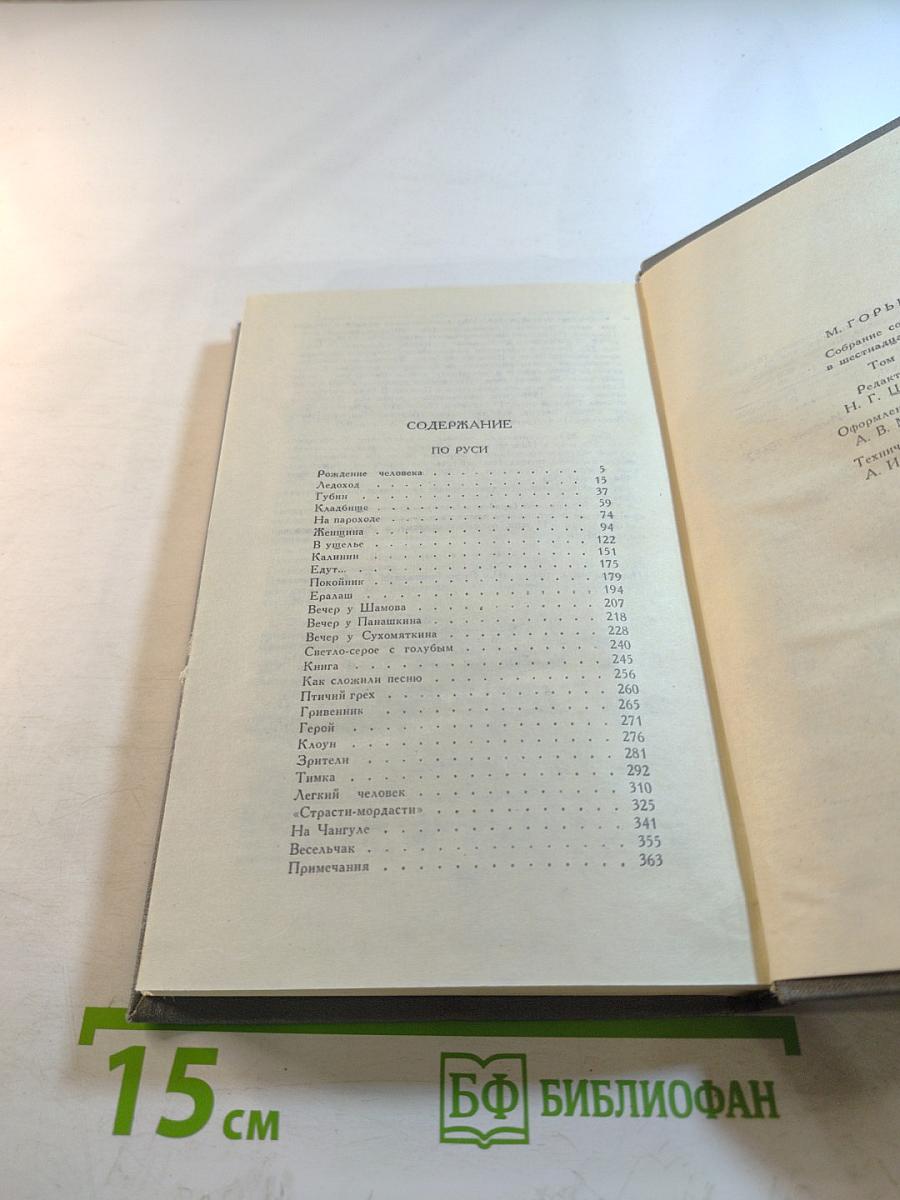 СОДЕРЖАНИЕ
ПО РУСИ
Рождение человека . . . . . . . . . . . 5
Ледоход . . . . . . . . . . . . . . 15
Губин . . . . . . . . . . . . . . 37
Кладбище . . . . . . . . . . . . . 59
На пароходе . . . . . . . . . . . . 74
Женщина . . . . . . . . . . . . . 94
В ущелье . . . . . . . . . . . . . 122
Калинин . . . . . . . . . . . . . 151
Едут... . . . . . . . . . . . . . . 175
Покойник . . . . . . . . . . . . . 179
Ералаш . . . . . . . . . . . . . . 194
Вечер у Шамова . . . . . . . . . . . 207
Вечер у Панашкина . . . . . . . . . . 218
Вечер у Сухомяткина . . . . . . . . . 228
Светло-серое с голубым . . . . . . . . 240
Книга . . . . . . . . . . . . . . 245
Как сложили песню . . . . . . . . . . 256
Птичий грех . . . . . . . . . . . . 260
Гривенник . . . . . . . . . . . . . 265
Герой . . . . . . . . . . . . . . 271
Клоун . . . . . . . . . . . . . . 276
Зрители . . . . . . . . . . . . . 281
Тимка . . . . . . . . . . . . . . 292
Легкий человек . . . . . . . . . . . 310
«Страсти-мордасти» . . . . . . . . . . 325
На Чангуле . . . . . . . . . . . . 341
Весельчак . . . . . . . . . . . . . 355
Примечания . . . . . . . . . . . . 363
М. ГОРЬ
Собрание со
в шестнадца
Том
Редакт
Н. Г. Ц
Оформлен
А. В. М
Технич
А. И
15 см
БФ БИБЛИОФАН